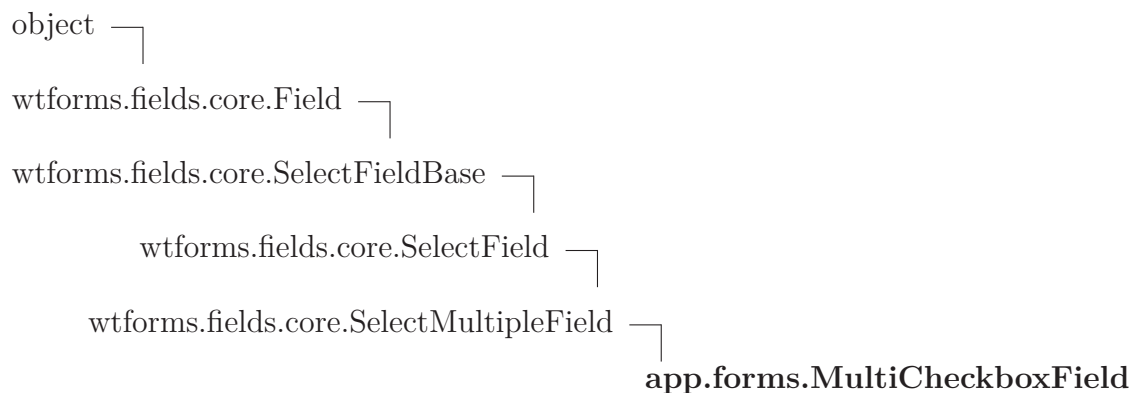 object
wtforms.fields.core.Field
wtforms.fields.core.SelectFieldBase
wtforms.fields.core.SelectField
wtforms.fields.core.SelectMultipleField
app.forms.MultiCheckboxField